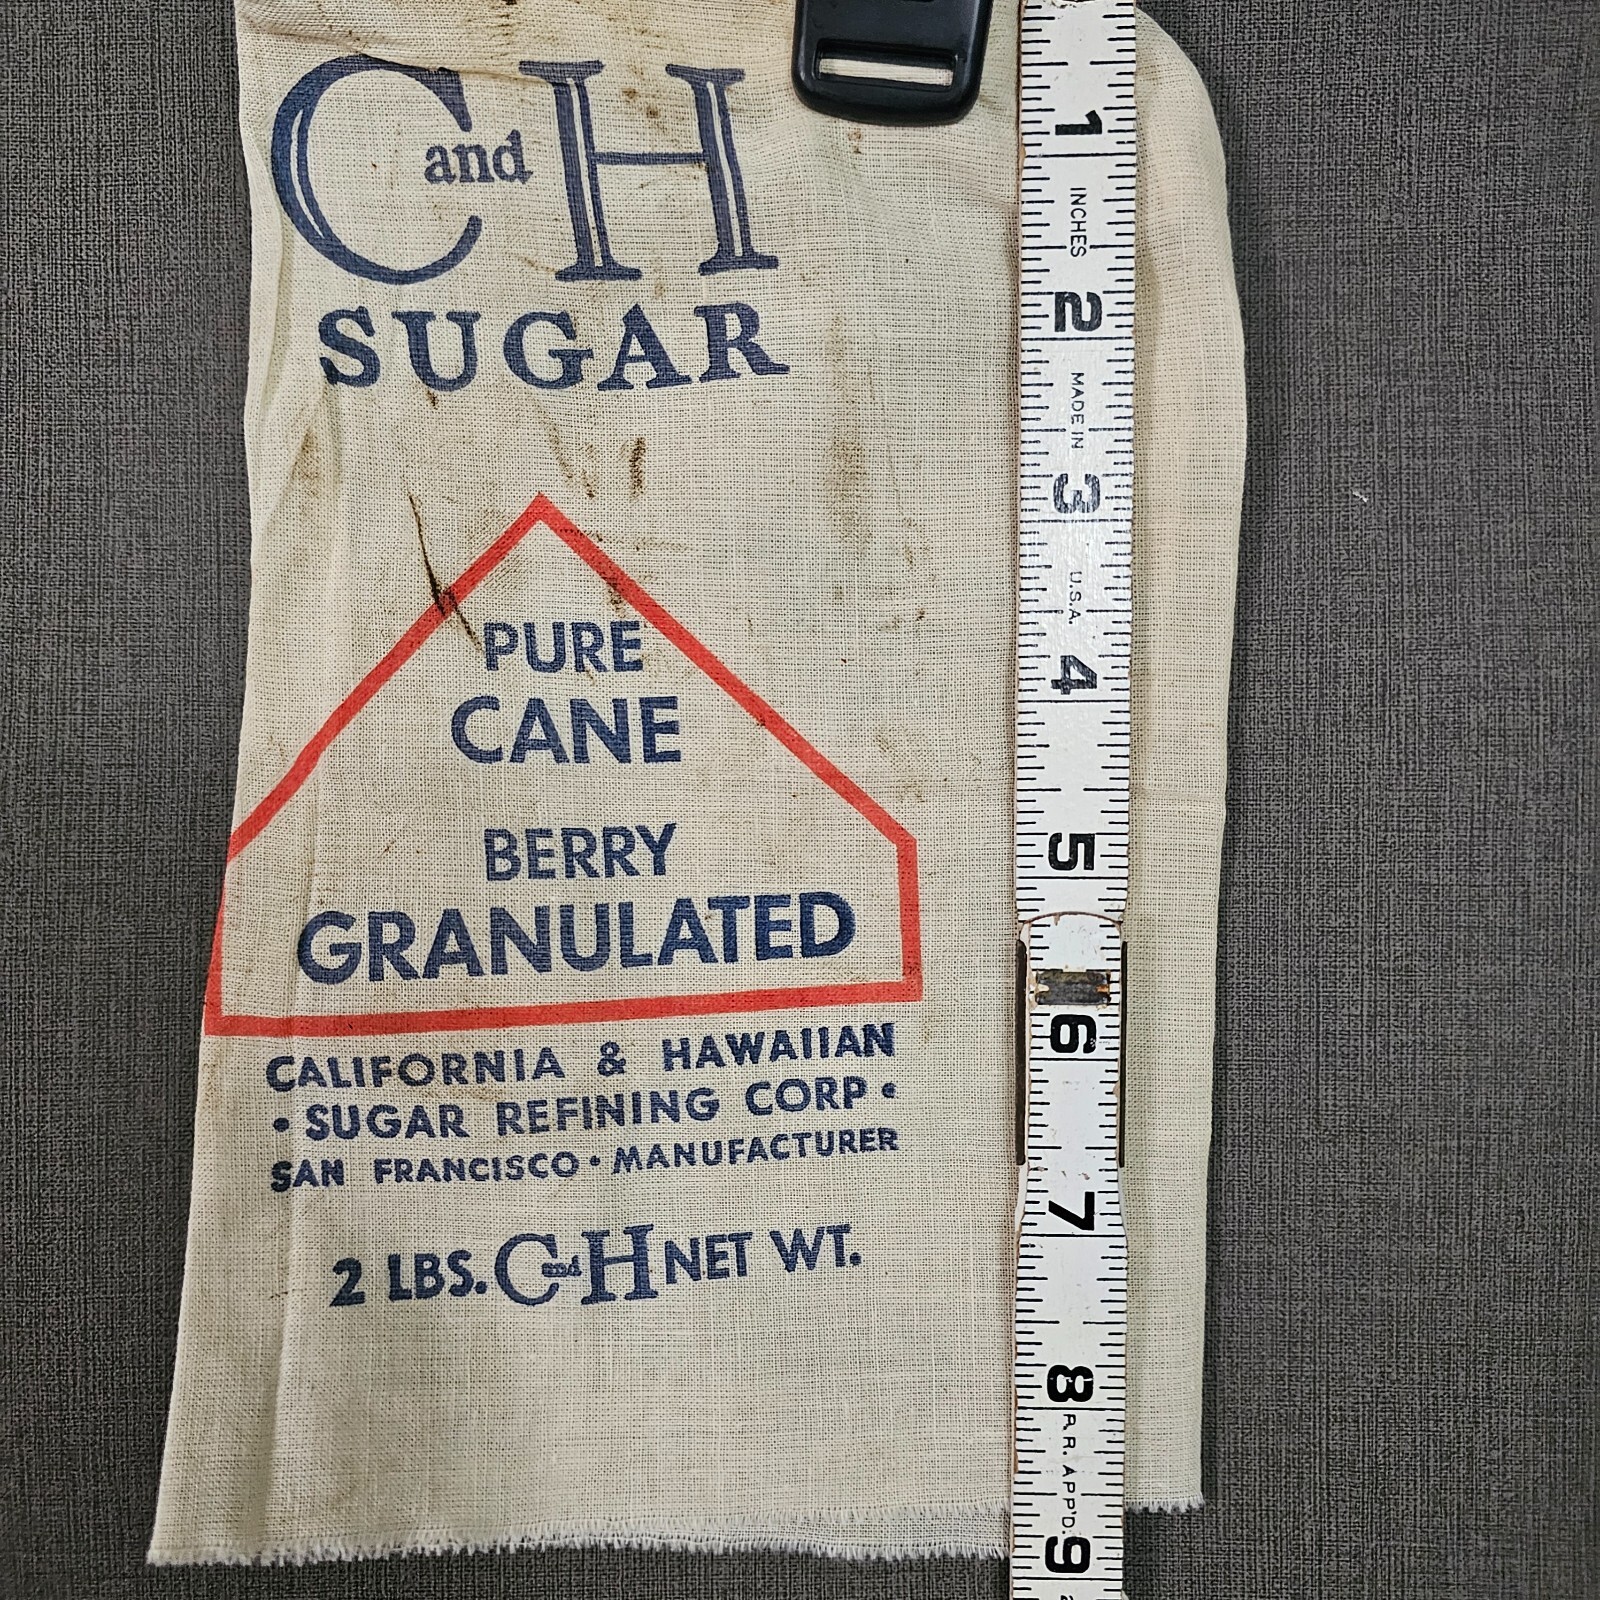 C and H
SUGAR
PURE
CANE
BERRY
GRANULATED
CALIFORNIA & HAWAIIAN
• SUGAR REFINING CORP •
SAN FRANCISCO • MANUFACTURER
2 LBS. C and H NET WT.
1
INCHES
2
MADE IN
3
U.S.A.
4
5
6
7
8
R.R. APP'D.
9